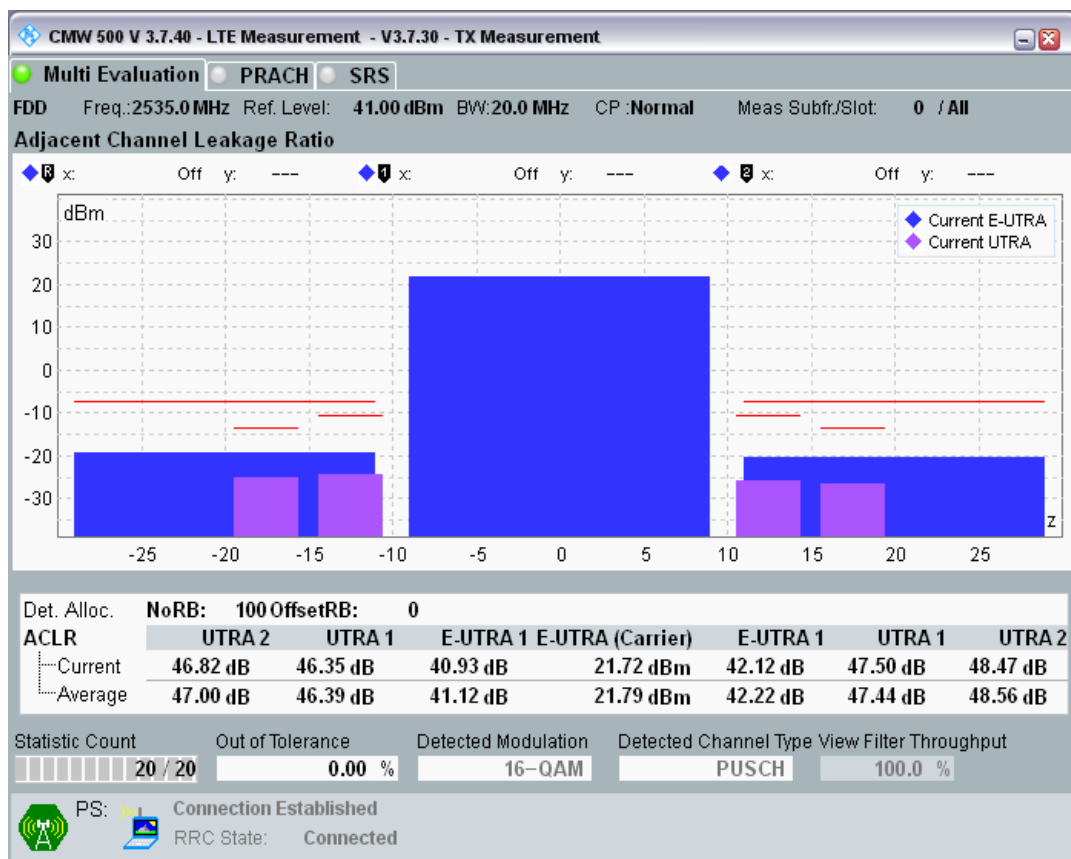 CMW 500 V 3.7.40 - LTE Measurement - V3.7.30 - TX Measurement
Multi Evaluation PRACH SRS
FDD Freq.:2535.0 MHz Ref. Level: 41.00 dBm BW:20.0 MHz CP :Normal Meas Subfr./Slot: 0 / All
Adjacent Channel Leakage Ratio
R x: Off y: --- 1 x: Off y: --- 2 x: Off y: ---
dBm
Current E-UTRA
Current UTRA
30
20
10
0
-10
-20
-30
z
-25 -20 -15 -10 -5 0 5 10 15 20 25
Det. Alloc. NoRB: 100 OffsetRB: 0
ACLR UTRA 2 UTRA 1 E-UTRA 1 E-UTRA (Carrier) E-UTRA 1 UTRA 1 UTRA 2
Current 46.82 dB 46.35 dB 40.93 dB 21.72 dBm 42.12 dB 47.50 dB 48.47 dB
Average 47.00 dB 46.39 dB 41.12 dB 21.79 dBm 42.22 dB 47.44 dB 48.56 dB
Statistic Count Out of Tolerance Detected Modulation Detected Channel Type View Filter Throughput
20 / 20 0.00 % 16-QAM PUSCH 100.0 %
PS: Connection Established
RRC State: Connected